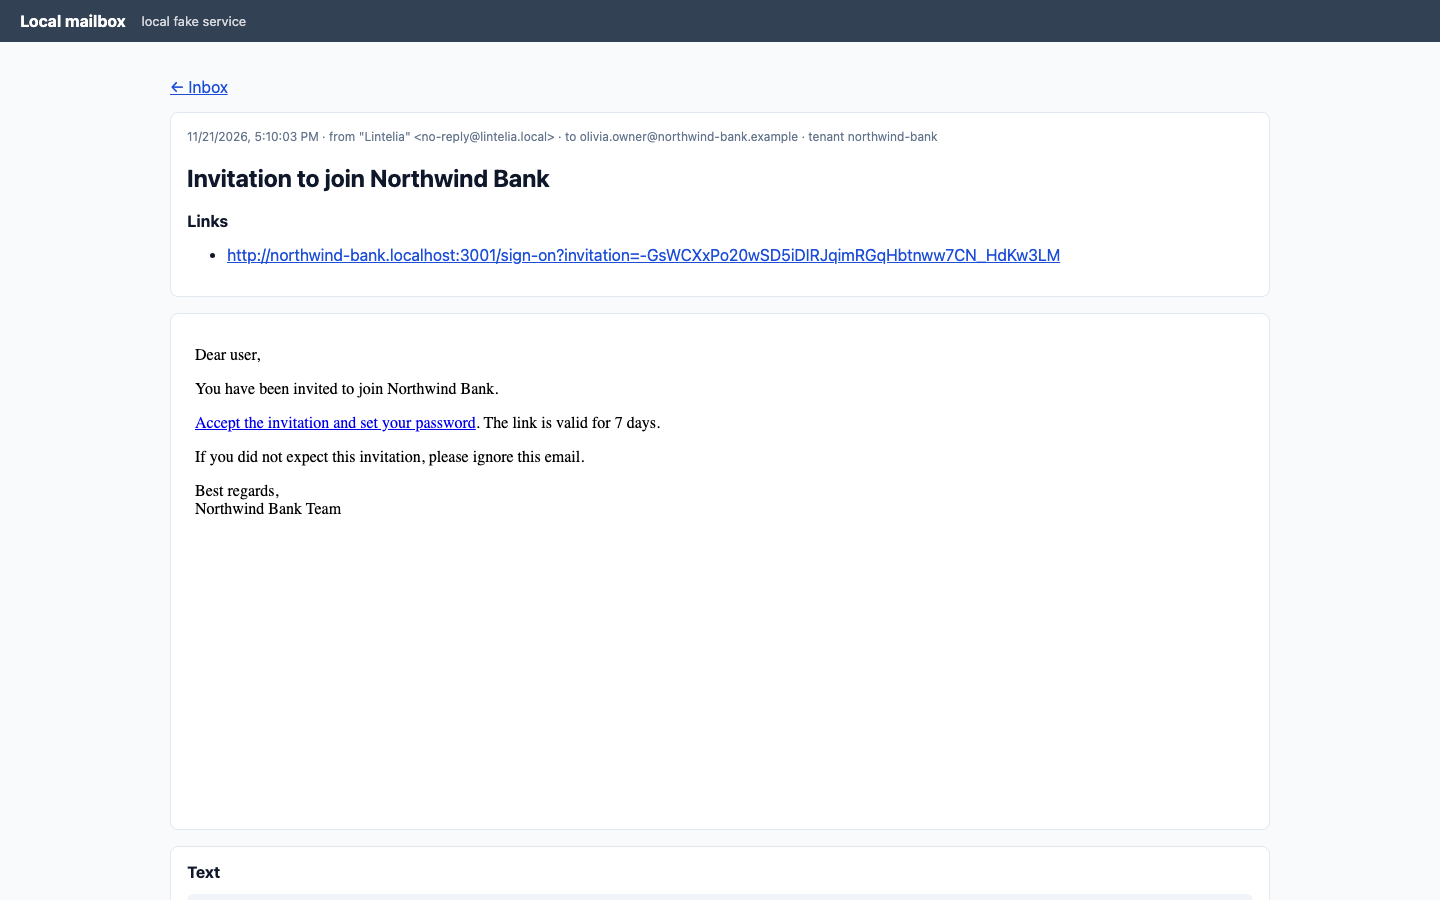 Local mailbox local fake service
← Inbox
11/21/2026, 5:10:03 PM · from "Lintelia" <no-reply@lintelia.local> · to olivia.owner@northwind-bank.example · tenant northwind-bank
Invitation to join Northwind Bank
Links
• http://northwind-bank.localhost:3001/sign-on?invitation=-GsWCXxPo20wSD5iDlRJqimRGqHbtnww7CN_HdKw3LM
Dear user,
You have been invited to join Northwind Bank.
Accept the invitation and set your password. The link is valid for 7 days.
If you did not expect this invitation, please ignore this email.
Best regards,
Northwind Bank Team
Text